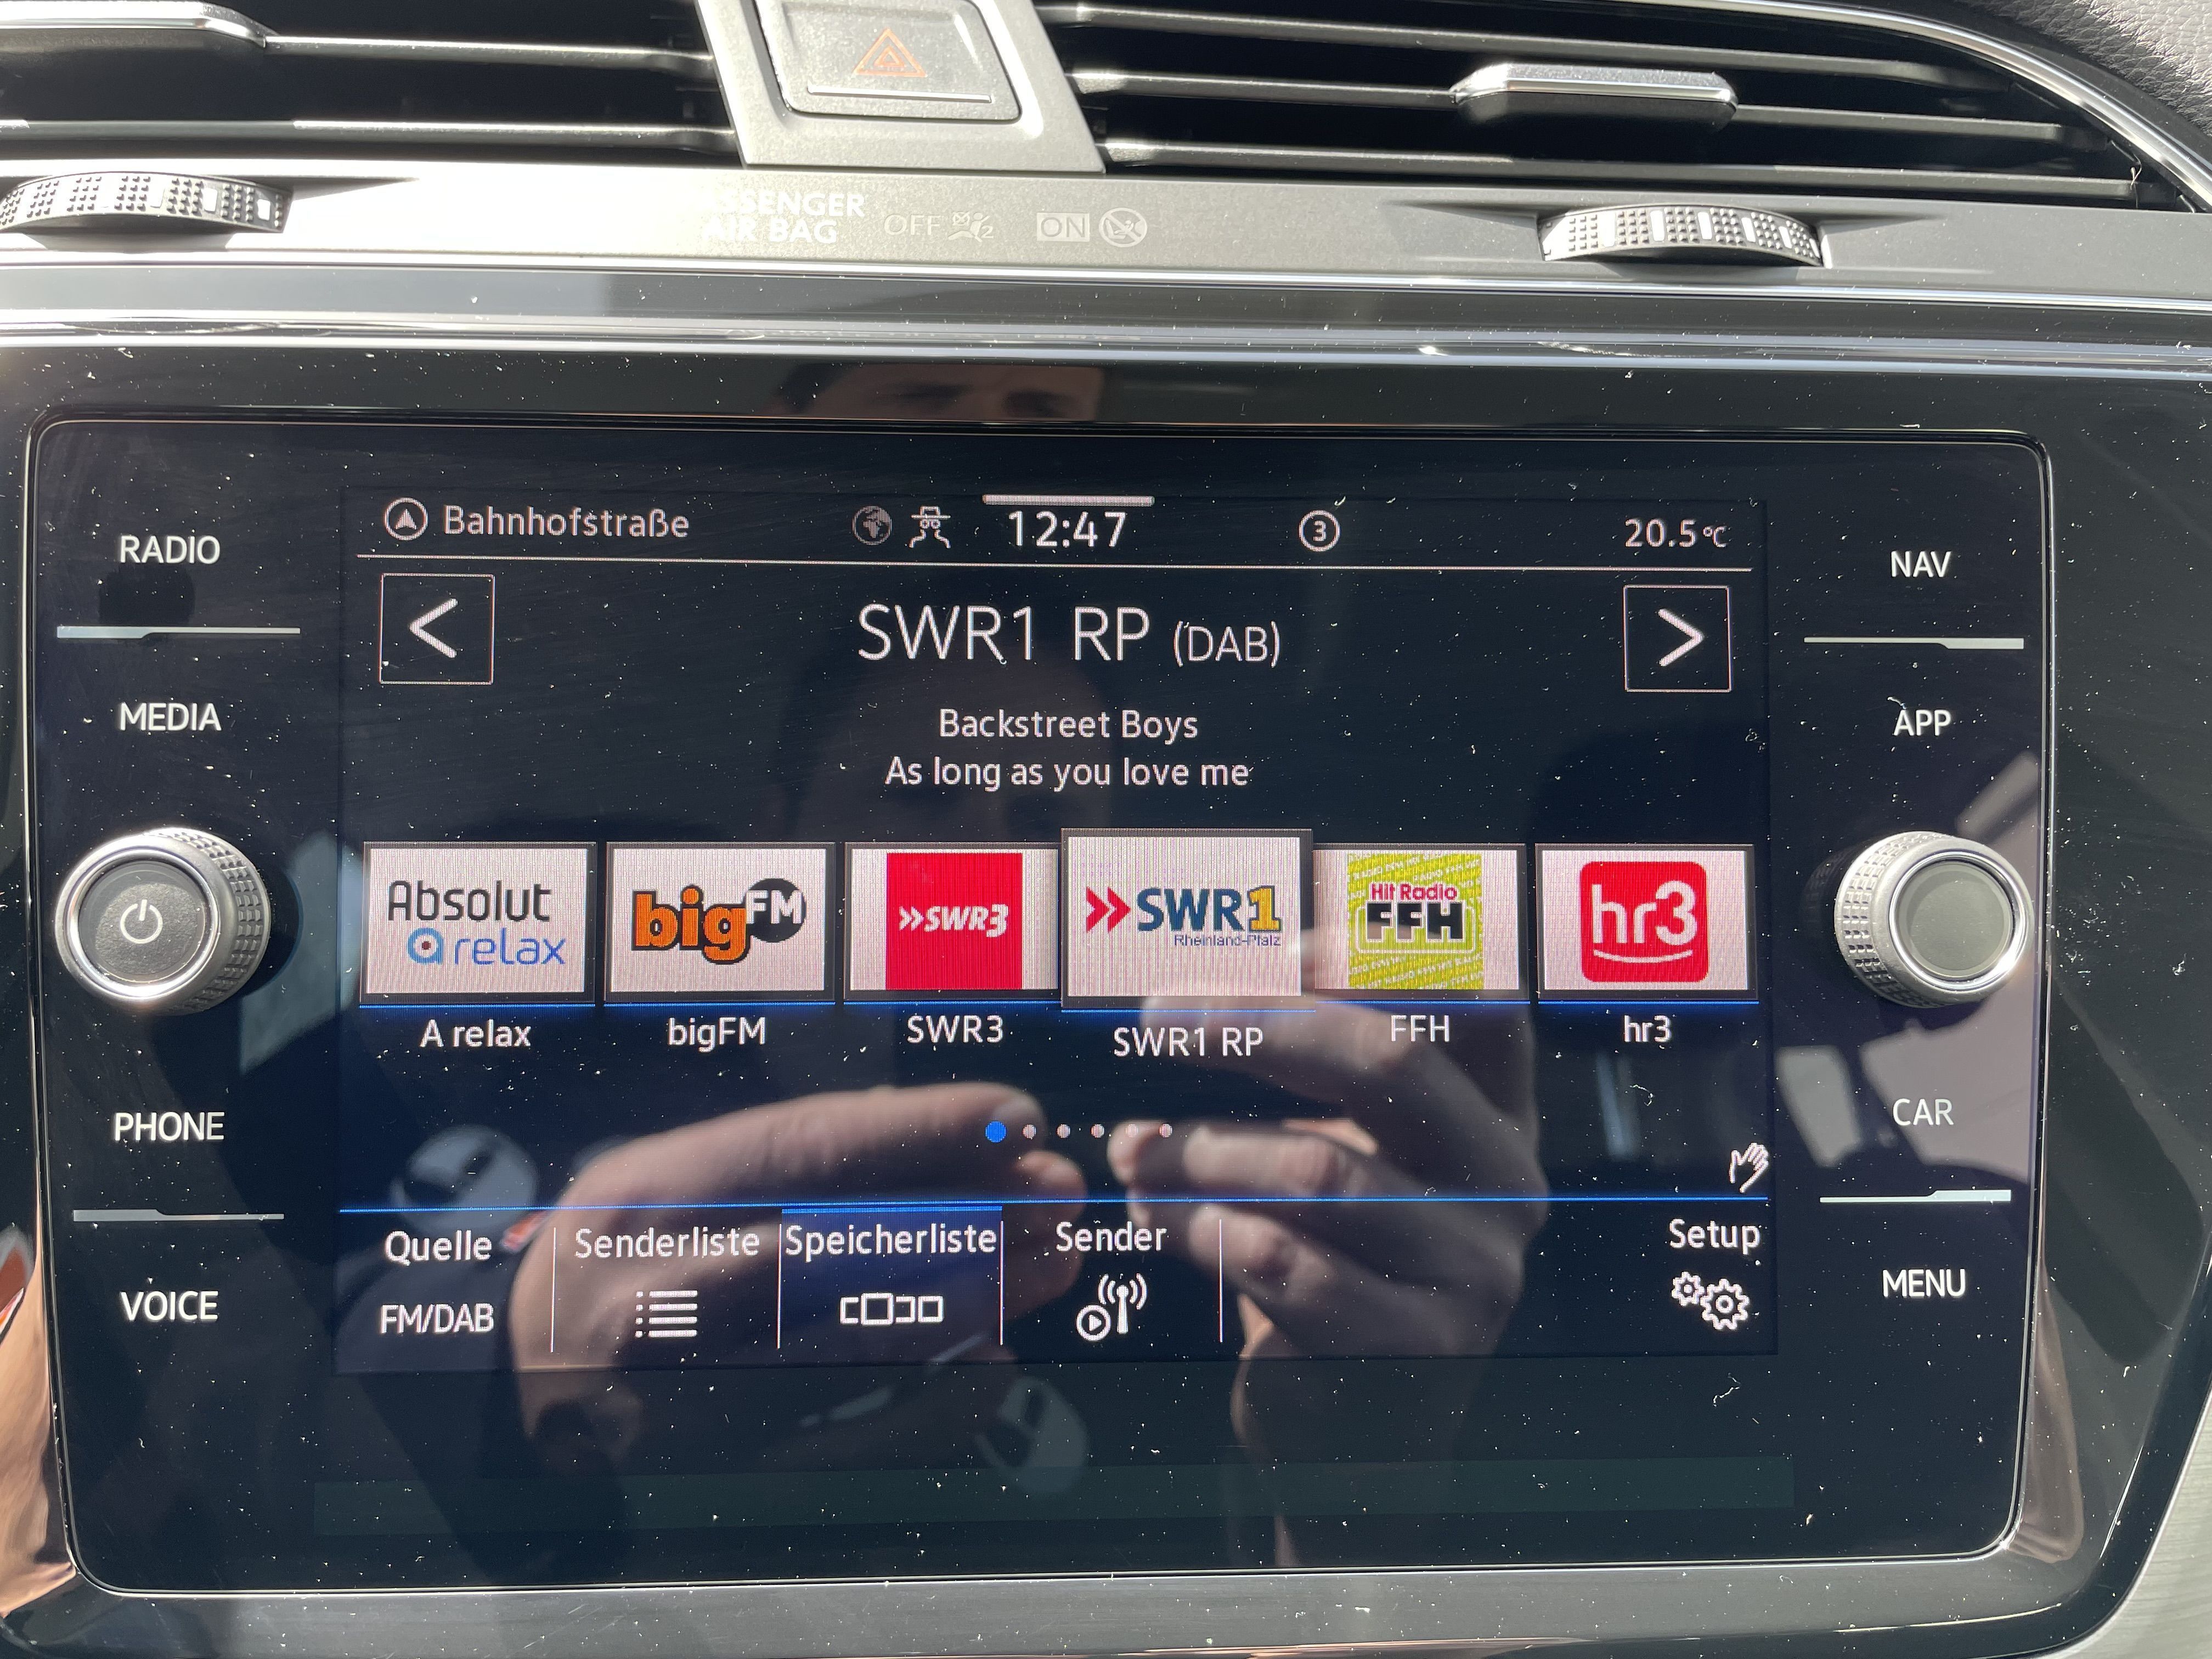 AIR BAG OFF ON
Bahnhofstraße 12:47 3 20.5 °C
RADIO
NAV
SWR1 RP (DAB)
MEDIA
APP
Backstreet Boys
As long as you love me
Absolut
a relax
bigFM
»SWR3
»SWR1
Rheinland-Pfalz
Hit Radio
FFH
hr3
A relax bigFM SWR3 SWR1 RP FFH hr3
PHONE
CAR
Quelle Senderliste Speicherliste Sender Setup
FM/DAB
VOICE
MENU